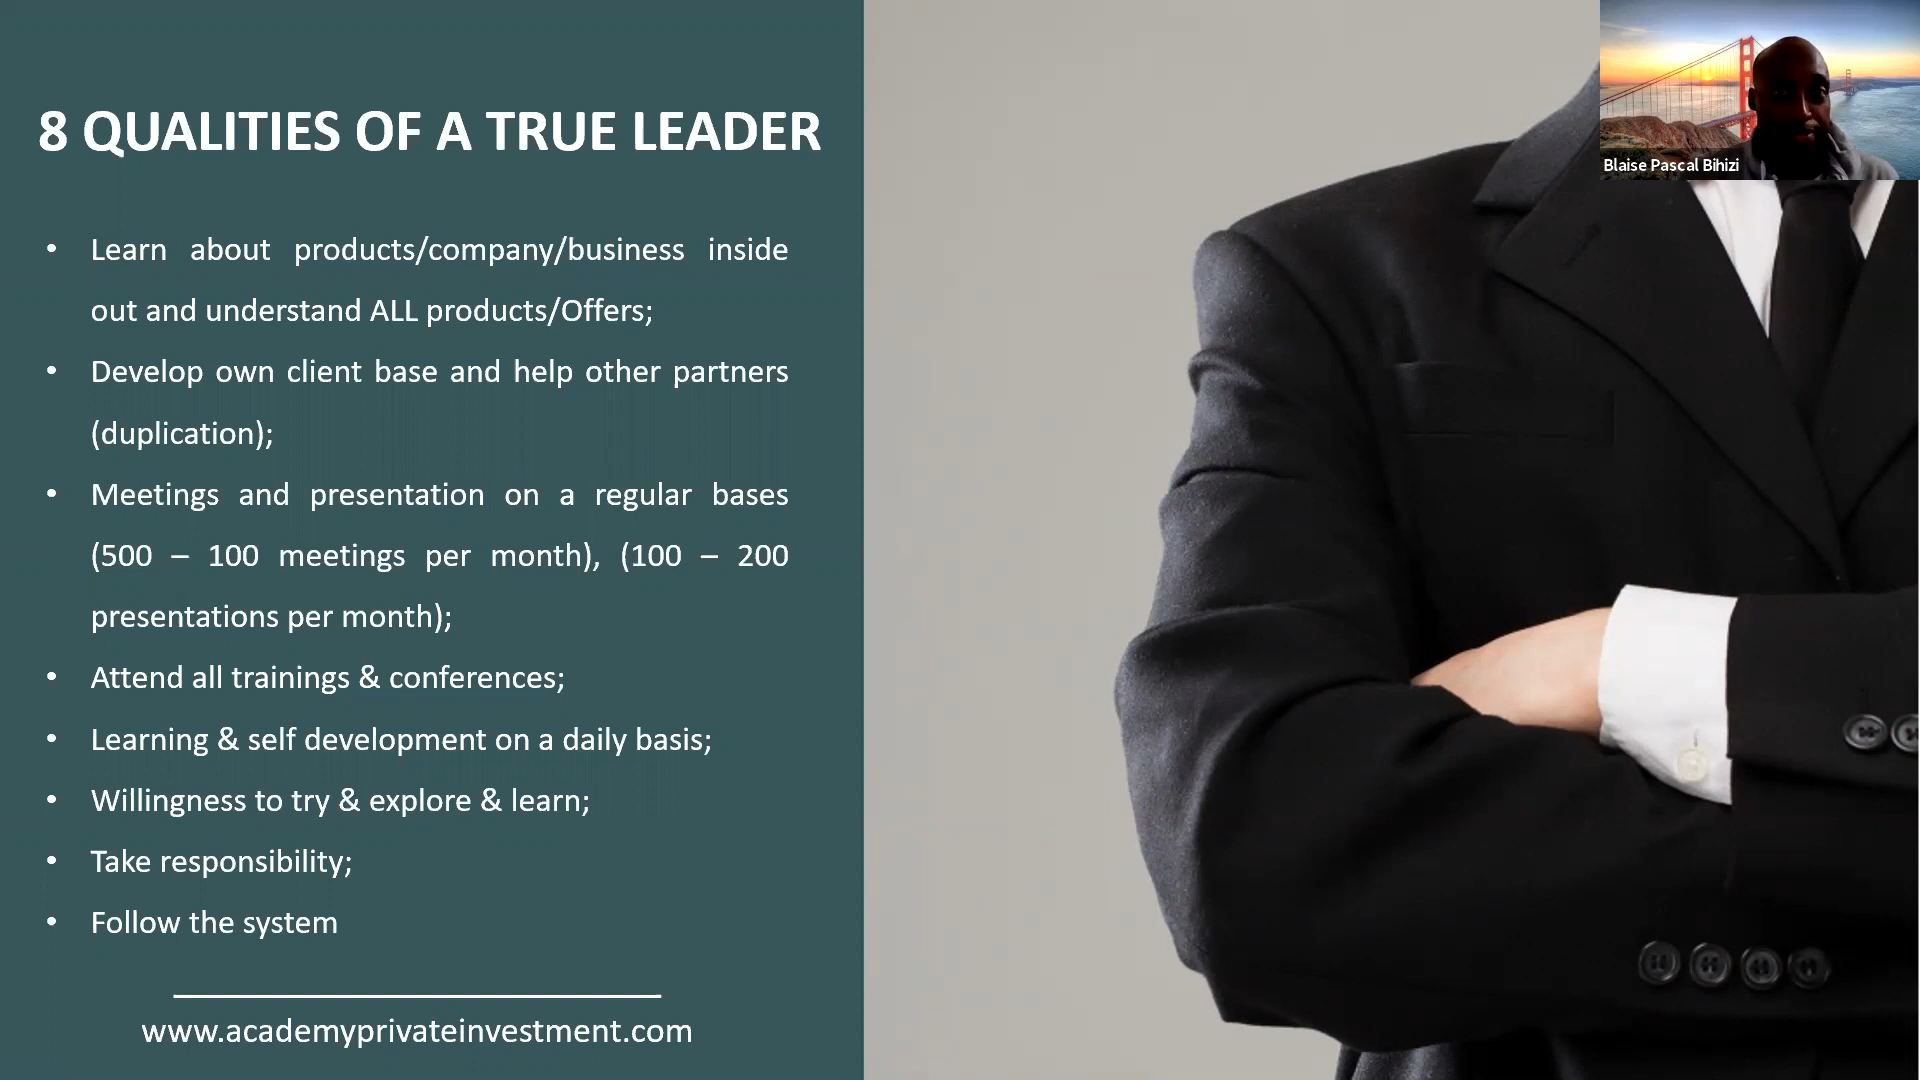 8 QUALITIES OF A TRUE LEADER
• Learn about products/company/business inside
out and understand ALL products/Offers;
• Develop own client base and help other partners
(duplication);
• Meetings and presentation on a regular bases
(500 – 100 meetings per month), (100 – 200
presentations per month);
• Attend all trainings & conferences;
• Learning & self development on a daily basis;
• Willingness to try & explore & learn;
• Take responsibility;
• Follow the system
www.academyprivateinvestment.com
Blaise Pascal Bihizi